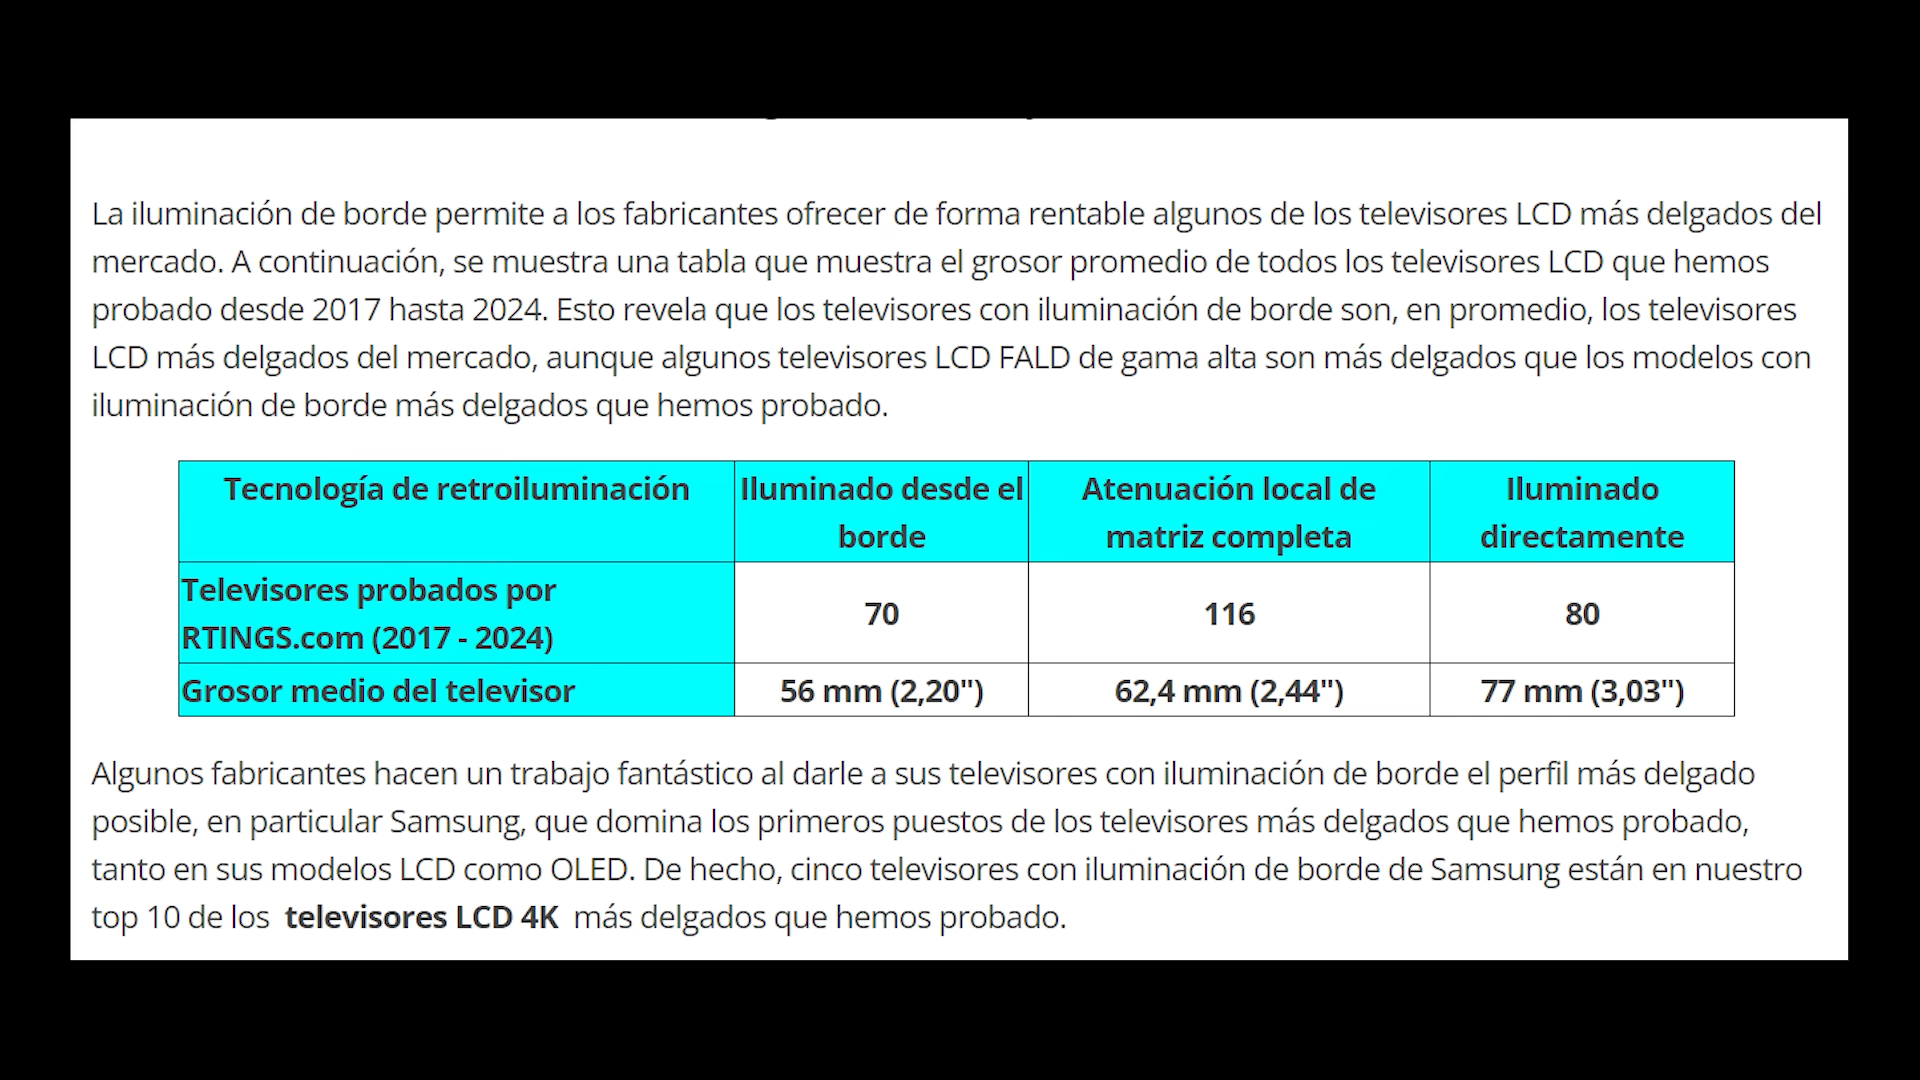 La iluminación de borde permite a los fabricantes ofrecer de forma rentable algunos de los televisores LCD más delgados del
mercado. A continuación, se muestra una tabla que muestra el grosor promedio de todos los televisores LCD que hemos
probado desde 2017 hasta 2024. Esto revela que los televisores con iluminación de borde son, en promedio, los televisores
LCD más delgados del mercado, aunque algunos televisores LCD FALD de gama alta son más delgados que los modelos con
iluminación de borde más delgados que hemos probado.
Tecnología de retroiluminación
Iluminado desde el
borde
Atenuación local de
matriz completa
Iluminado
directamente
Televisores probados por
RTINGS.com (2017 - 2024)
70
116
80
Grosor medio del televisor
56 mm (2,20")
62,4 mm (2,44")
77 mm (3,03")
Algunos fabricantes hacen un trabajo fantástico al darle a sus televisores con iluminación de borde el perfil más delgado
posible, en particular Samsung, que domina los primeros puestos de los televisores más delgados que hemos probado,
tanto en sus modelos LCD como OLED. De hecho, cinco televisores con iluminación de borde de Samsung están en nuestro
top 10 de los televisores LCD 4K más delgados que hemos probado.